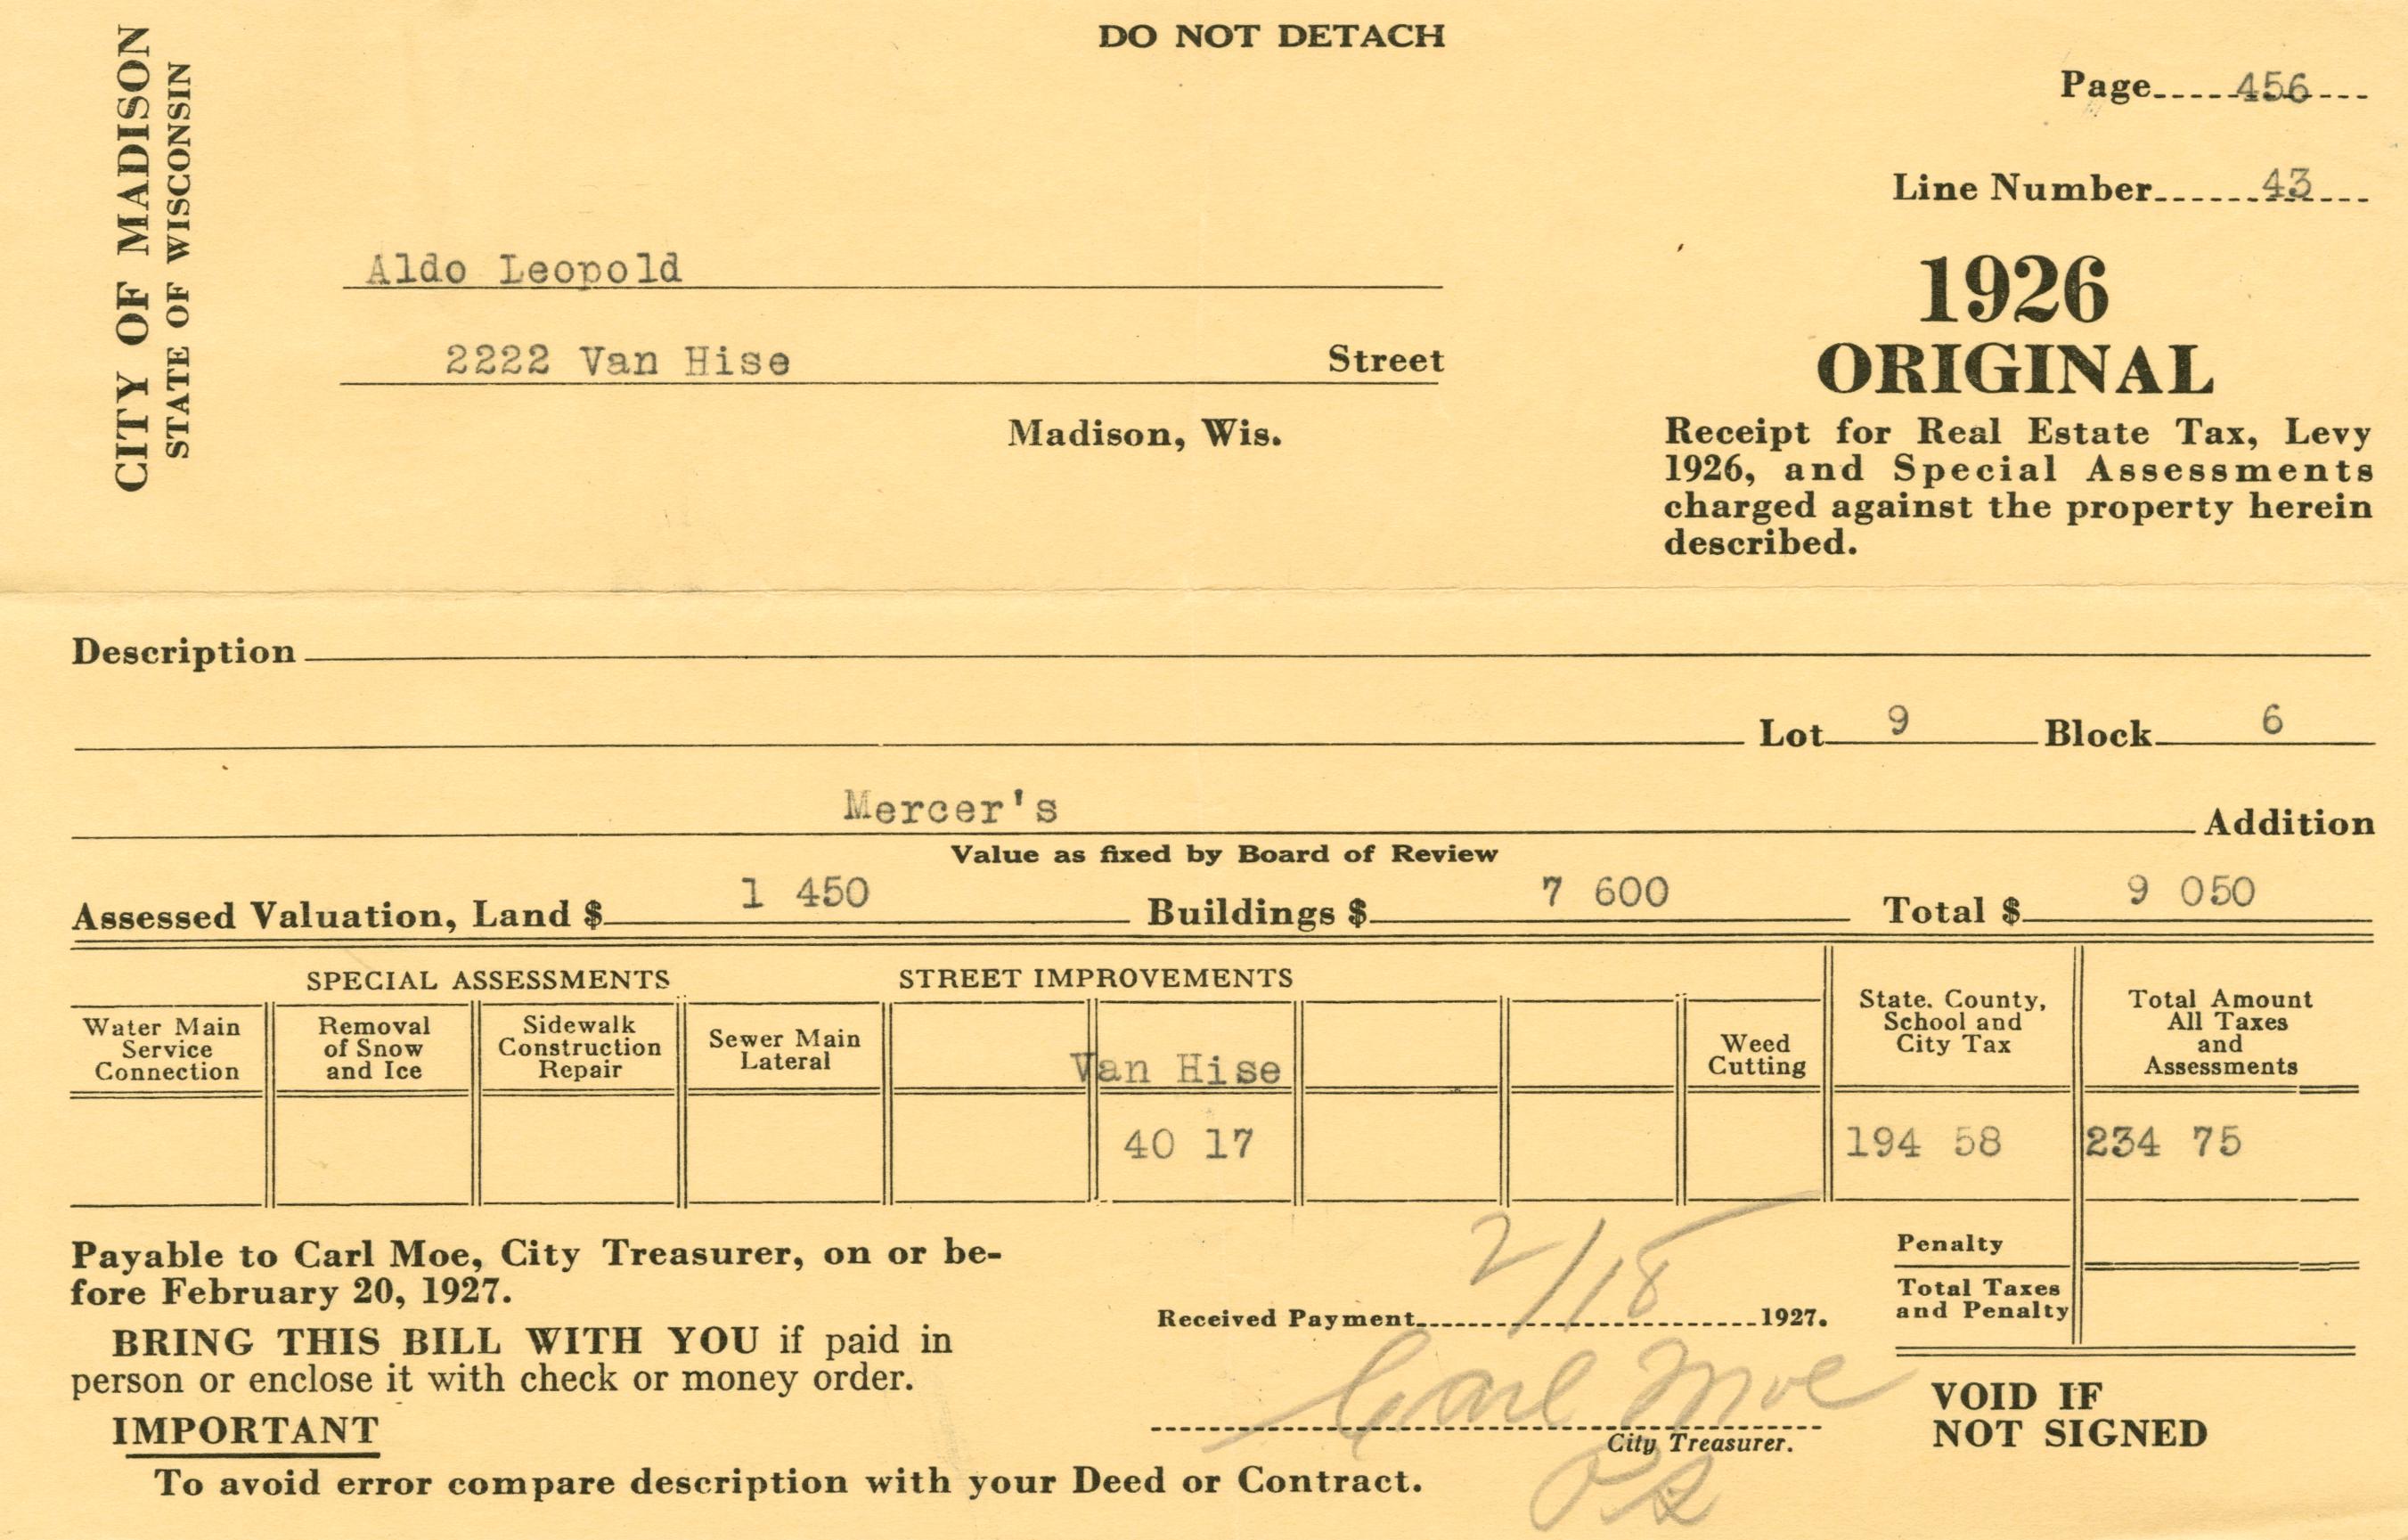 DO NOT DETACH
CITY OF MADISON
STATE OF WISCONSIN
Page 456
Line Number 43
Aldo Leopold
2222 Van Hise Street
Madison, Wis.
1926
ORIGINAL
Receipt for Real Estate Tax, Levy
1926, and Special Assessments
charged against the property herein
described.
Description
Lot 9 Block 6
Mercer's Addition
Value as fixed by Board of Review
Assessed Valuation, Land $ 1 450 Buildings $ 7 600 Total $ 9 050
SPECIAL ASSESSMENTS STREET IMPROVEMENTS
Water Main
Service
Connection
Removal
of Snow
and Ice
Sidewalk
Construction
Repair
Sewer Main
Lateral
Van Hise
Weed
Cutting
State. County,
School and
City Tax
Total Amount
All Taxes
and
Assessments
40 17 194 58 234 75
Payable to Carl Moe, City Treasurer, on or be-
fore February 20, 1927.
BRING THIS BILL WITH YOU if paid in
person or enclose it with check or money order.
IMPORTANT
To avoid error compare description with your Deed or Contract.
Received Payment 2/18 1927.
Carl Moe
City Treasurer.
Penalty
Total Taxes
and Penalty
VOID IF
NOT SIGNED